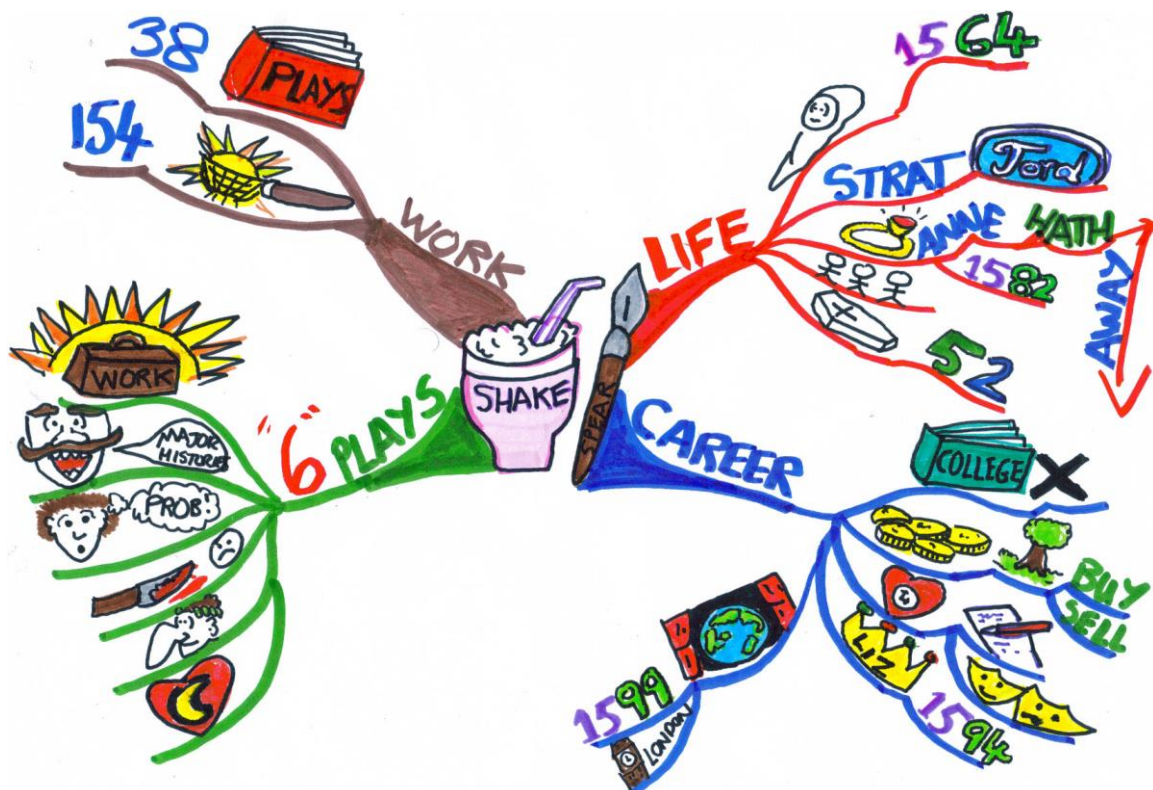 38
PLAYS
154
WORK
SHAKE
SPEAR
LIFE
1564
STRAT Ford
ANNE HATH
AWAY
1582
52
CAREER
COLLEGE X
BUY
SELL
LIZ
1594
1599
LONDON
"6" PLAYS
WORK
MAJOR
HISTORIES
PROB